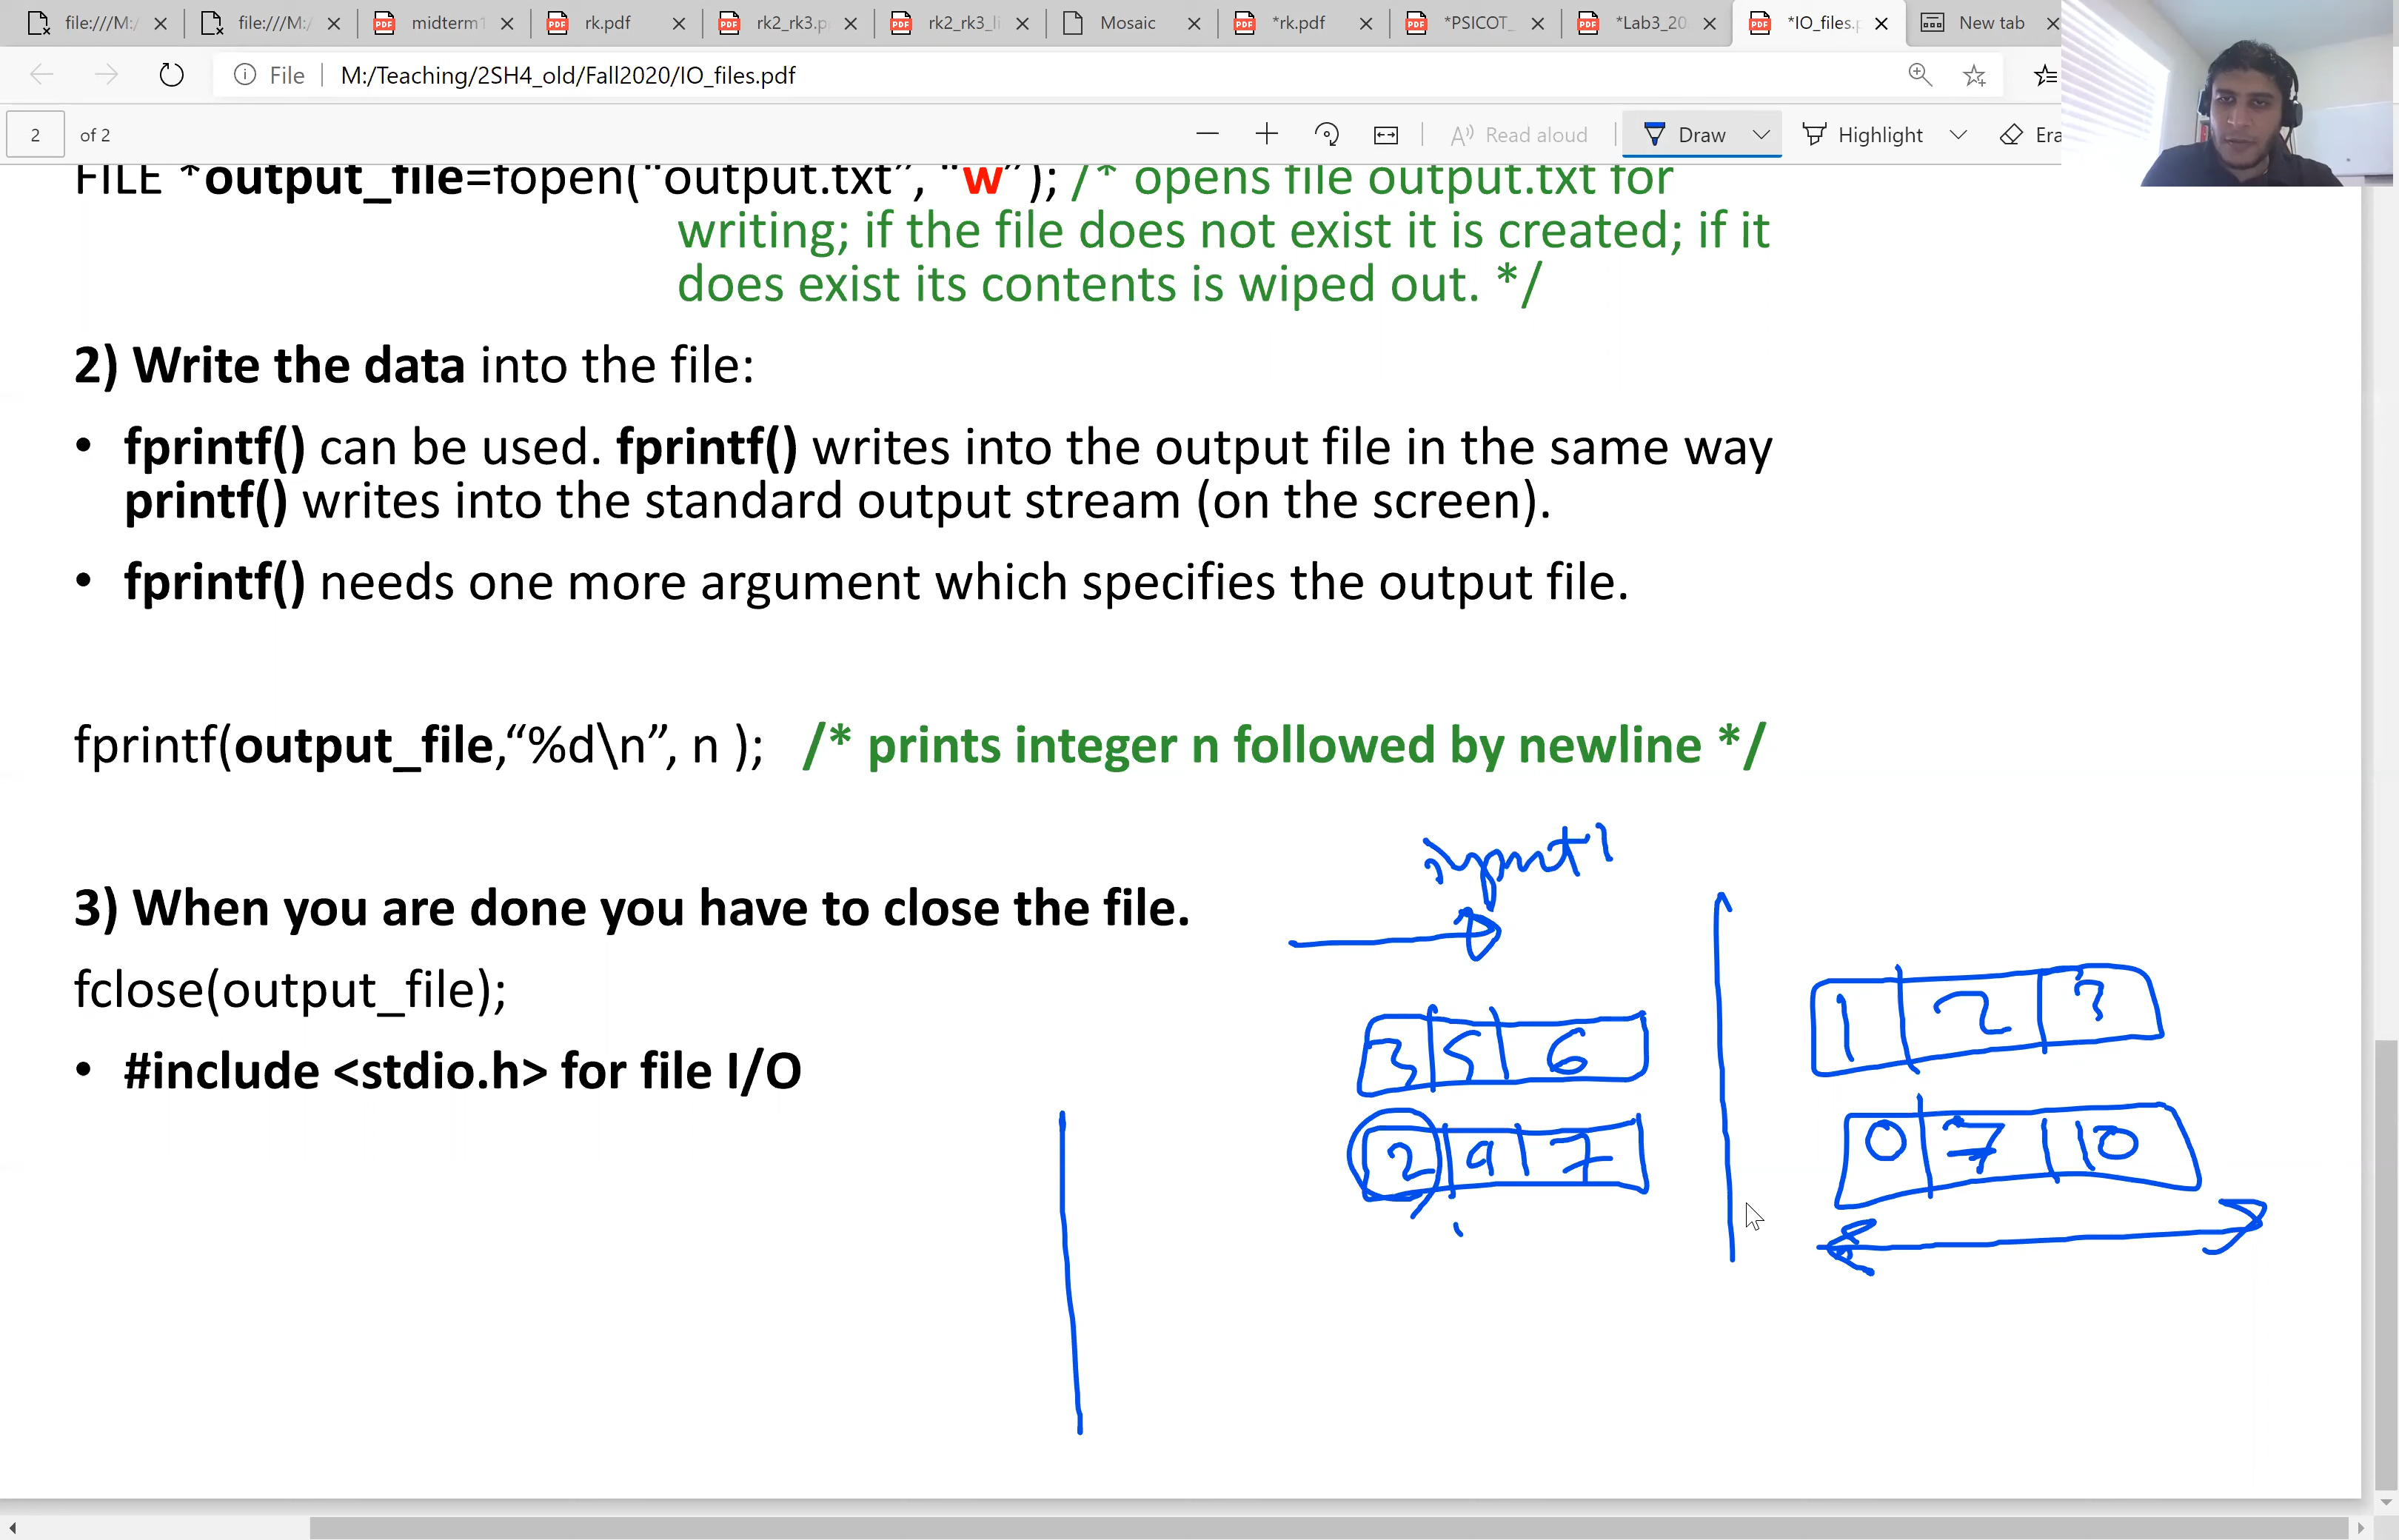 file:///M:/ midterm1 rk.pdf rk2_rk3.p rk2_rk3_li Mosaic *rk.pdf *PSICOT_ *Lab3_20 *IO_files.p New tab
file:///M:/
File | M:/Teaching/2SH4_old/Fall2020/IO_files.pdf
2 of 2 Read aloud Draw Highlight Era
FILE *output_file=fopen("output.txt", "w"); /* opens file output.txt for
writing; if the file does not exist it is created; if it
does exist its contents is wiped out. */
2) Write the data into the file:
• fprintf() can be used. fprintf() writes into the output file in the same way
printf() writes into the standard output stream (on the screen).
• fprintf() needs one more argument which specifies the output file.
fprintf(output_file,“%d\n”, n ); /* prints integer n followed by newline */
input1
3) When you are done you have to close the file.
fclose(output_file);
1 2 3
3 5 6
• #include <stdio.h> for file I/O
0 7 10
2 9 7